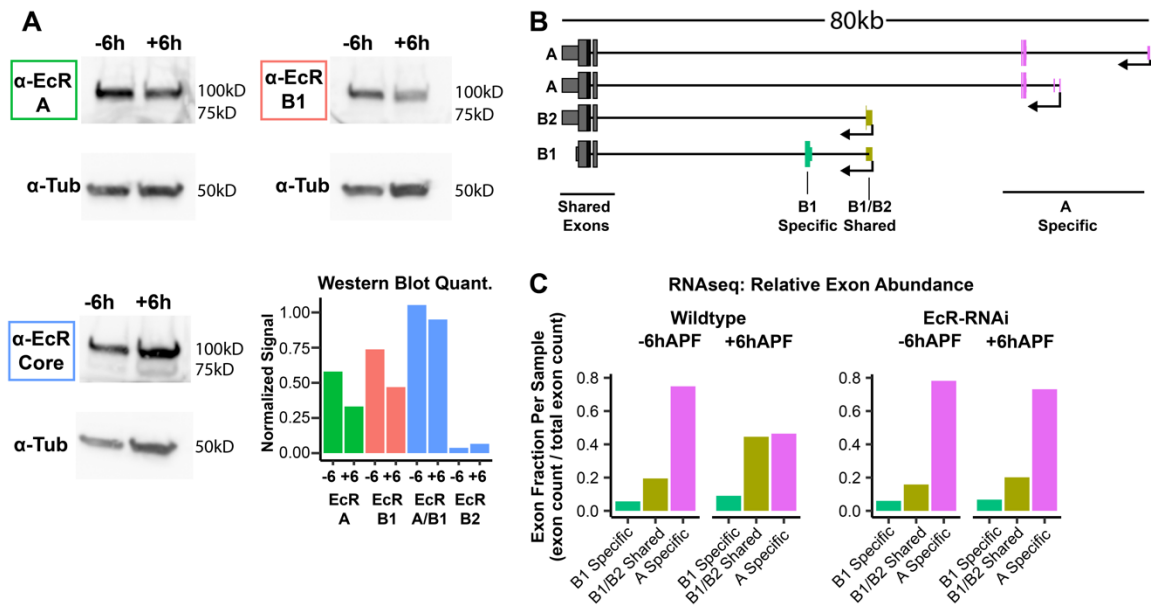 A
-6h +6h
α-EcR
A
100kD
75kD
α-Tub
50kD
-6h +6h
α-EcR
B1
100kD
75kD
α-Tub
50kD
-6h +6h
α-EcR
Core
100kD
75kD
α-Tub
50kD
Western Blot Quant.
Normalized Signal
1.00
0.75
0.50
0.25
0.00
-6 +6 -6 +6 -6 +6 -6 +6
EcR EcR EcR EcR
A B1 A/B1 B2
B
80kb
A
A
B2
B1
Shared
Exons
B1
Specific
B1/B2
Shared
A
Specific
C
RNAseq: Relative Exon Abundance
Wildtype
-6hAPF +6hAPF
EcR-RNAi
-6hAPF +6hAPF
Exon Fraction Per Sample
(exon count / total exon count)
0.8
0.6
0.4
0.2
0.0
B1 Specific
B1/B2 Shared
A Specific
B1 Specific
B1/B2 Shared
A Specific
0.8
0.6
0.4
0.2
0.0
B1 Specific
B1/B2 Shared
A Specific
B1 Specific
B1/B2 Shared
A Specific